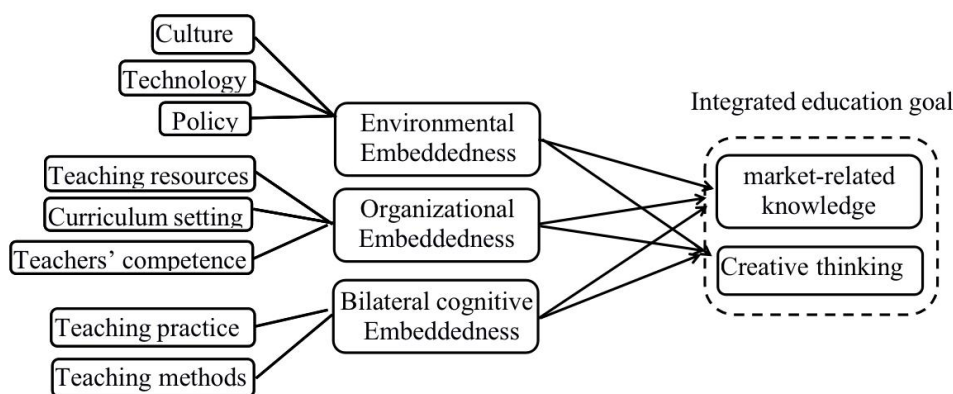 Culture
Technology
Policy
Teaching resources
Curriculum setting
Teachers’ competence
Teaching practice
Teaching methods
Environmental
Embeddedness
Organizational
Embeddedness
Bilateral cognitive
Embeddedness
Integrated education goal
market-related
knowledge
Creative thinking